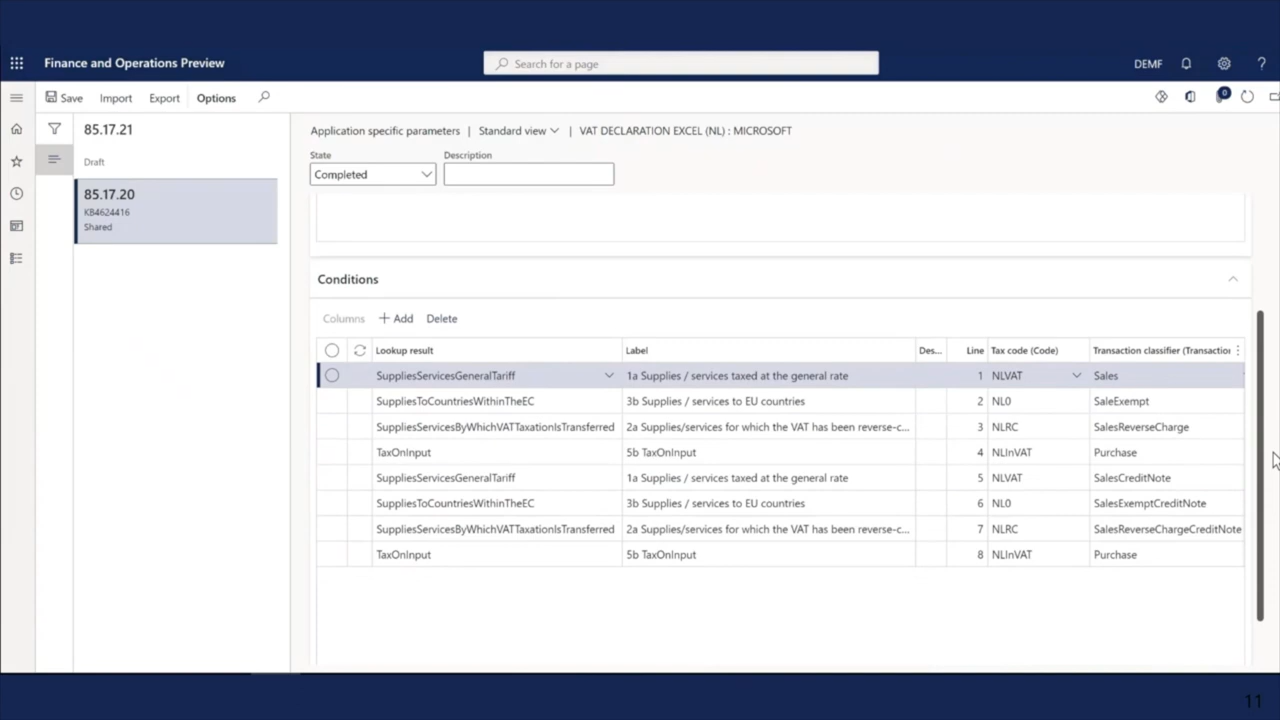 Finance and Operations Preview
Search for a page
DEMF
?
Save Import Export Options
0
85.17.21
Draft
85.17.20
KB4624416
Shared
Application specific parameters | Standard view | VAT DECLARATION EXCEL (NL) : MICROSOFT
State Description
Completed
Conditions
Columns + Add Delete
Lookup result Label Des... Line Tax code (Code) Transaction classifier (Transaction
SuppliesServicesGeneralTariff 1a Supplies / services taxed at the general rate 1 NLVAT Sales
SuppliesToCountriesWithinTheEC 3b Supplies / services to EU countries 2 NL0 SaleExempt
SuppliesServicesByWhichVATTaxationIsTransferred 2a Supplies/services for which the VAT has been reverse-c... 3 NLRC SalesReverseCharge
TaxOnInput 5b TaxOnInput 4 NLInVAT Purchase
SuppliesServicesGeneralTariff 1a Supplies / services taxed at the general rate 5 NLVAT SalesCreditNote
SuppliesToCountriesWithinTheEC 3b Supplies / services to EU countries 6 NL0 SalesExemptCreditNote
SuppliesServicesByWhichVATTaxationIsTransferred 2a Supplies/services for which the VAT has been reverse-c... 7 NLRC SalesReverseChargeCreditNote
TaxOnInput 5b TaxOnInput 8 NLInVAT Purchase
11